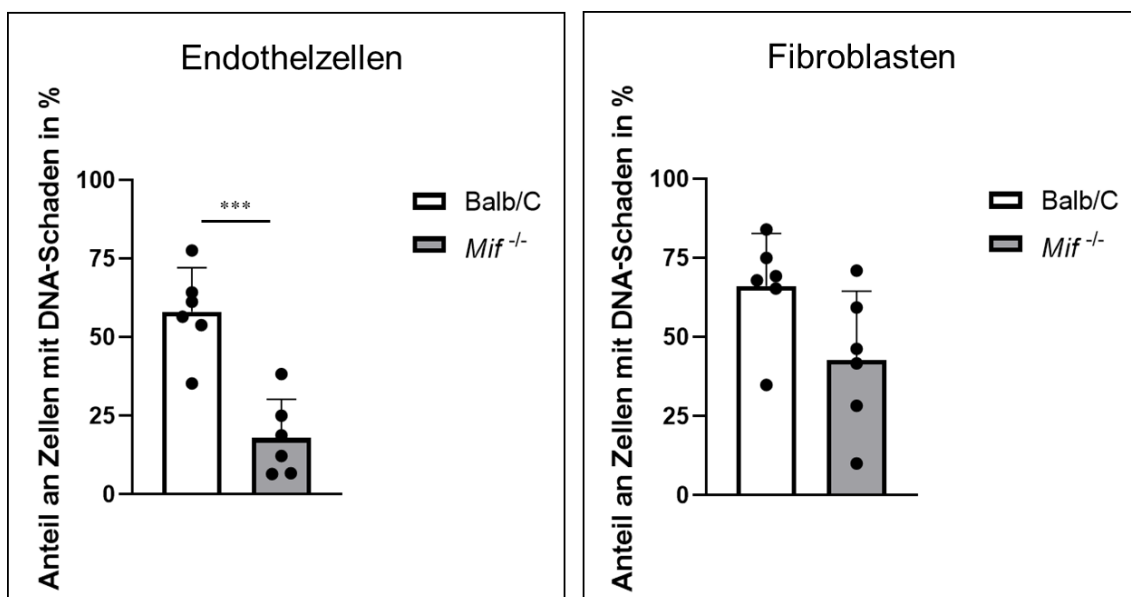 Endothelzellen
Anteil an Zellen mit DNA-Schaden in %
100
75
50
25
0
***
Balb/C
Mif -/-
Fibroblasten
Anteil an Zellen mit DNA-Schaden in %
100
75
50
25
0
Balb/C
Mif -/-